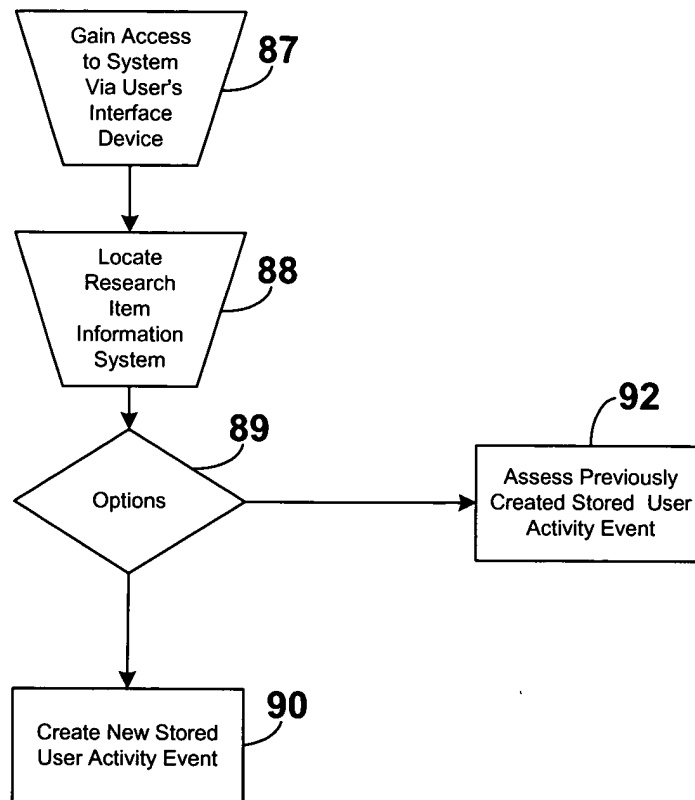 Gain Access
to System
Via User's
Interface
Device
87
Locate
Research
Item
Information
System
88
89
Options
92
Assess Previously
Created Stored User
Activity Event
90
Create New Stored
User Activity Event